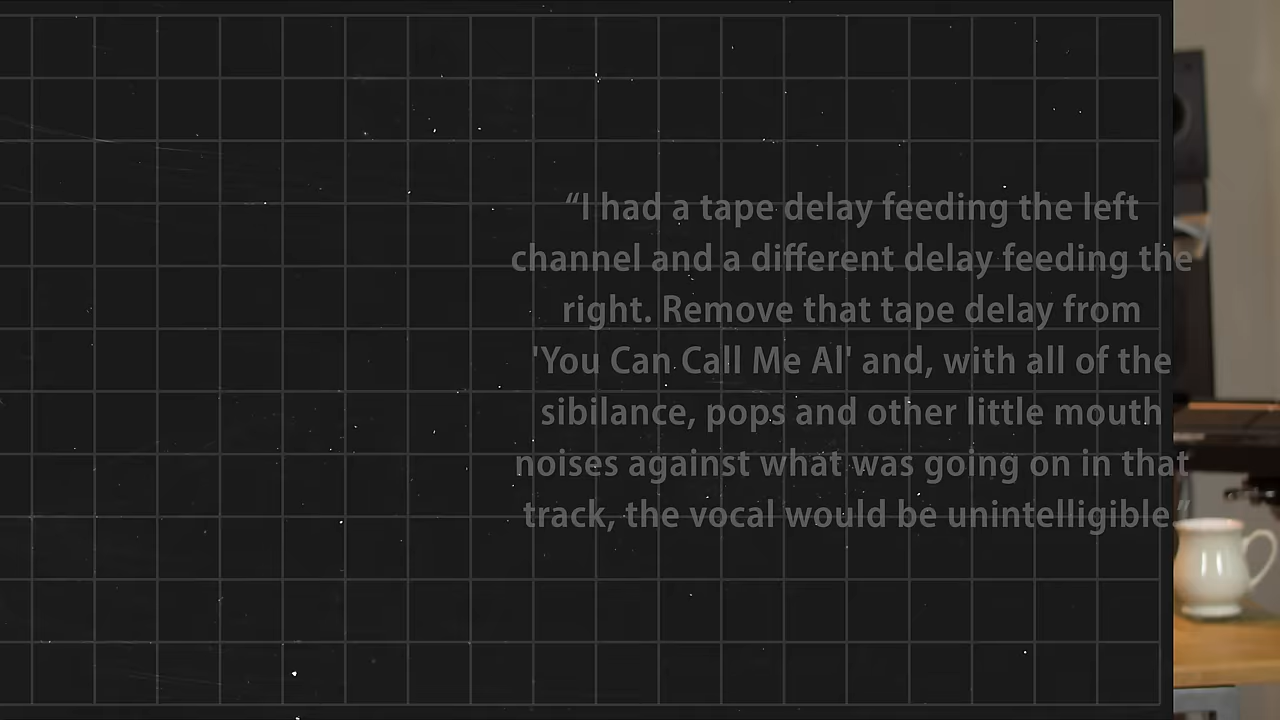 “I had a tape delay feeding the left
channel and a different delay feeding the
right. Remove that tape delay from
'You Can Call Me Al' and, with all of the
sibilance, pops and other little mouth
noises against what was going on in that
track, the vocal would be unintelligible.”